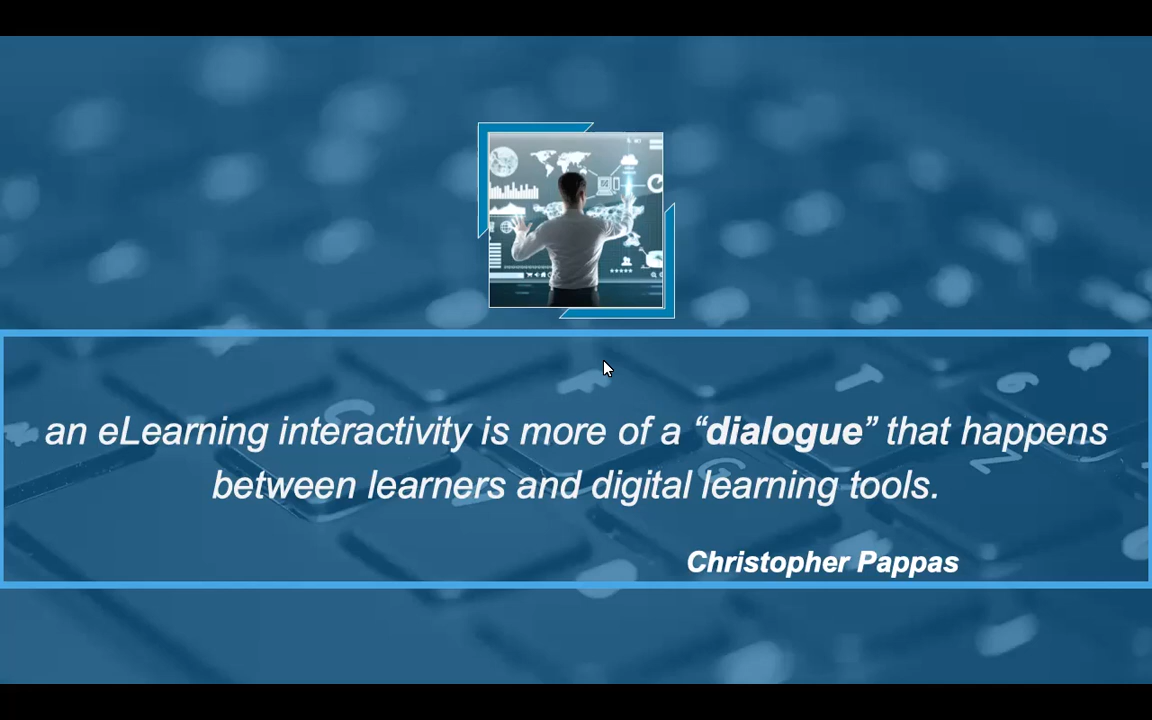 an eLearning interactivity is more of a “dialogue” that happens
between learners and digital learning tools.
Christopher Pappas